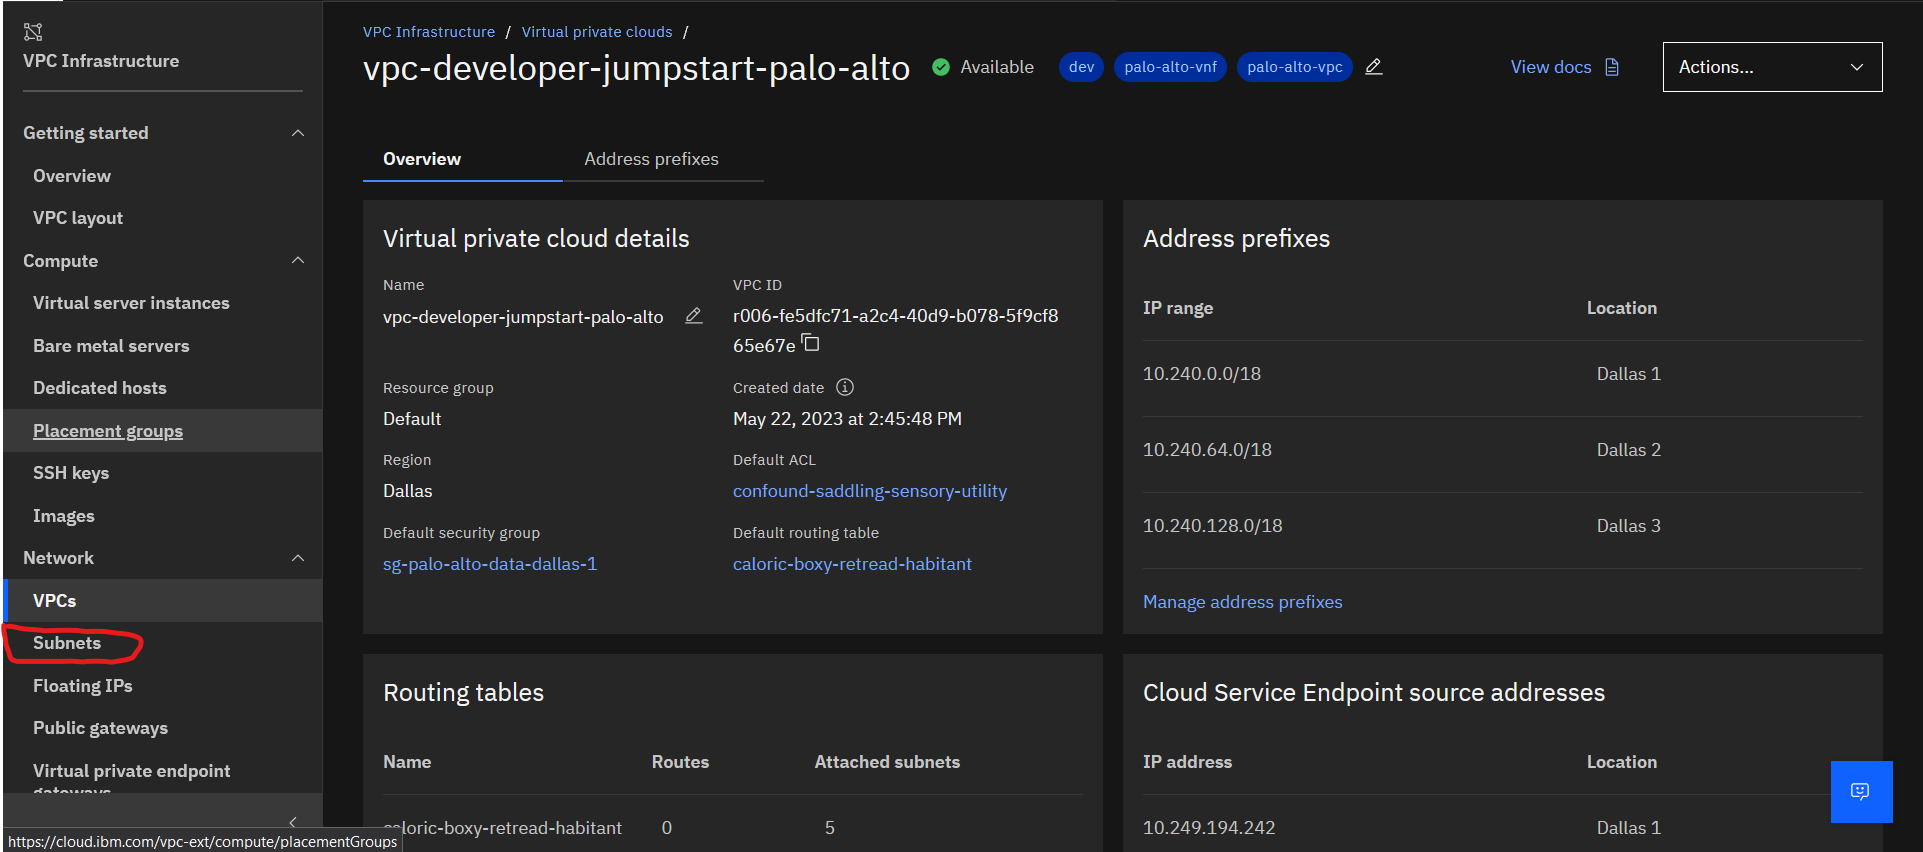 VPC Infrastructure
Getting started
Overview
VPC layout
Compute
Virtual server instances
Bare metal servers
Dedicated hosts
Placement groups
SSH keys
Images
Network
VPCs
Subnets
Floating IPs
Public gateways
Virtual private endpoint
gateways
https://cloud.ibm.com/vpc-ext/compute/placementGroups
VPC Infrastructure / Virtual private clouds /
vpc-developer-jumpstart-palo-alto Available dev palo-alto-vnf palo-alto-vpc View docs Actions...
Overview Address prefixes
Virtual private cloud details
Name VPC ID
vpc-developer-jumpstart-palo-alto r006-fe5dfc71-a2c4-40d9-b078-5f9cf8
65e67e
Resource group Created date
Default May 22, 2023 at 2:45:48 PM
Region Default ACL
Dallas confound-saddling-sensory-utility
Default security group Default routing table
sg-palo-alto-data-dallas-1 caloric-boxy-retread-habitant
Address prefixes
IP range Location
10.240.0.0/18 Dallas 1
10.240.64.0/18 Dallas 2
10.240.128.0/18 Dallas 3
Manage address prefixes
Routing tables
Name Routes Attached subnets
caloric-boxy-retread-habitant 0 5
Cloud Service Endpoint source addresses
IP address Location
10.249.194.242 Dallas 1